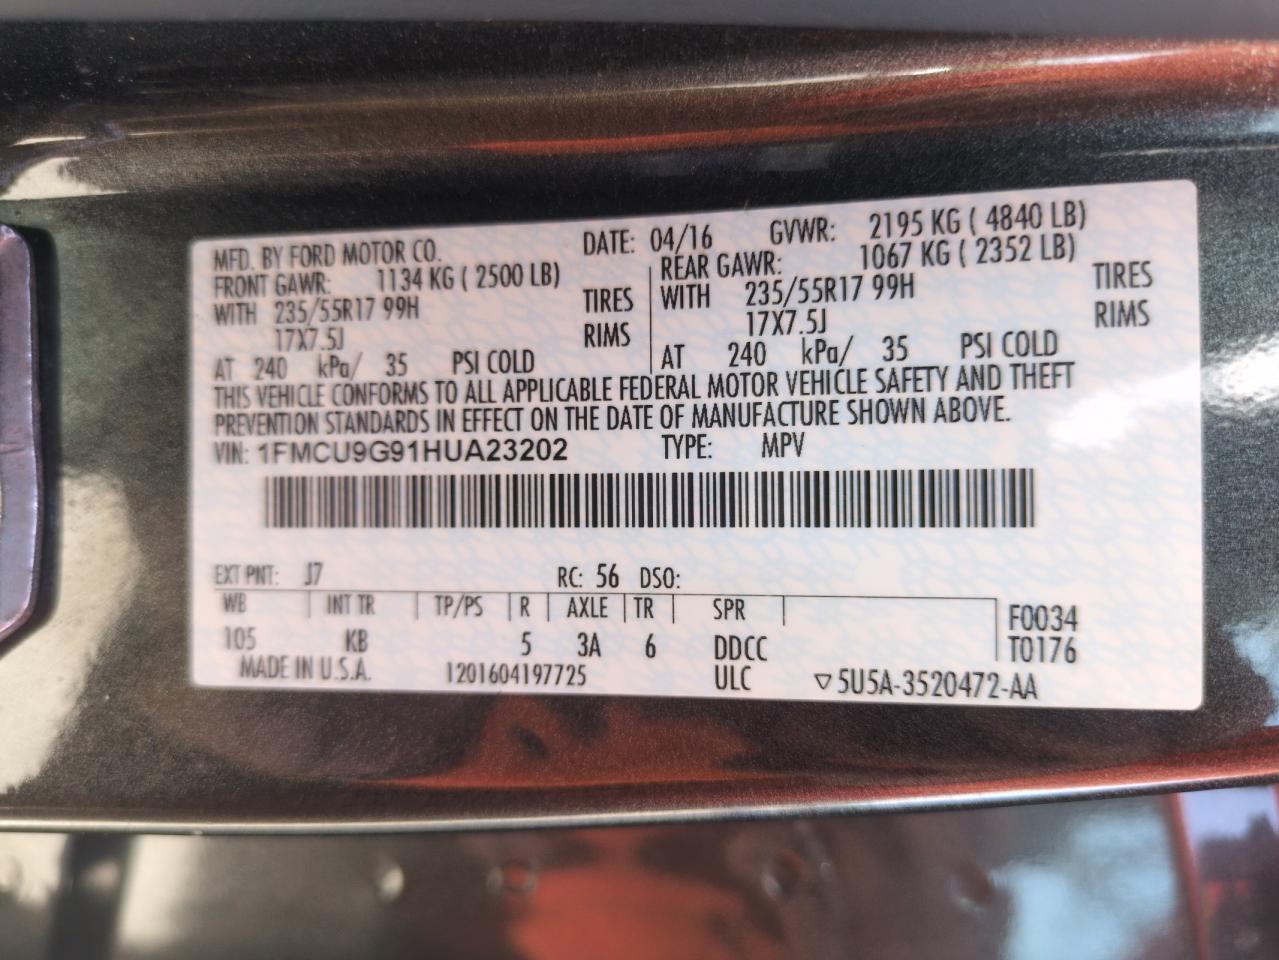 MFD. BY FORD MOTOR CO. DATE: 04/16 GVWR: 2195 KG ( 4840 LB)
FRONT GAWR: 1134 KG ( 2500 LB) REAR GAWR: 1067 KG ( 2352 LB)
WITH 235/55R17 99H TIRES WITH 235/55R17 99H TIRES
17X7.5J RIMS 17X7.5J RIMS
AT 240 kPa/ 35 PSI COLD AT 240 kPa/ 35 PSI COLD
THIS VEHICLE CONFORMS TO ALL APPLICABLE FEDERAL MOTOR VEHICLE SAFETY AND THEFT
PREVENTION STANDARDS IN EFFECT ON THE DATE OF MANUFACTURE SHOWN ABOVE.
VIN: 1FMCU9G91HUA23202 TYPE: MPV
EXT PNT: J7 RC: 56 DSO:
WB INT TR TP/PS R AXLE TR SPR F0034
105 KB 5 3A 6 DDCC T0176
MADE IN U.S.A. 1201604197725 ULC ▽5U5A-3520472-AA